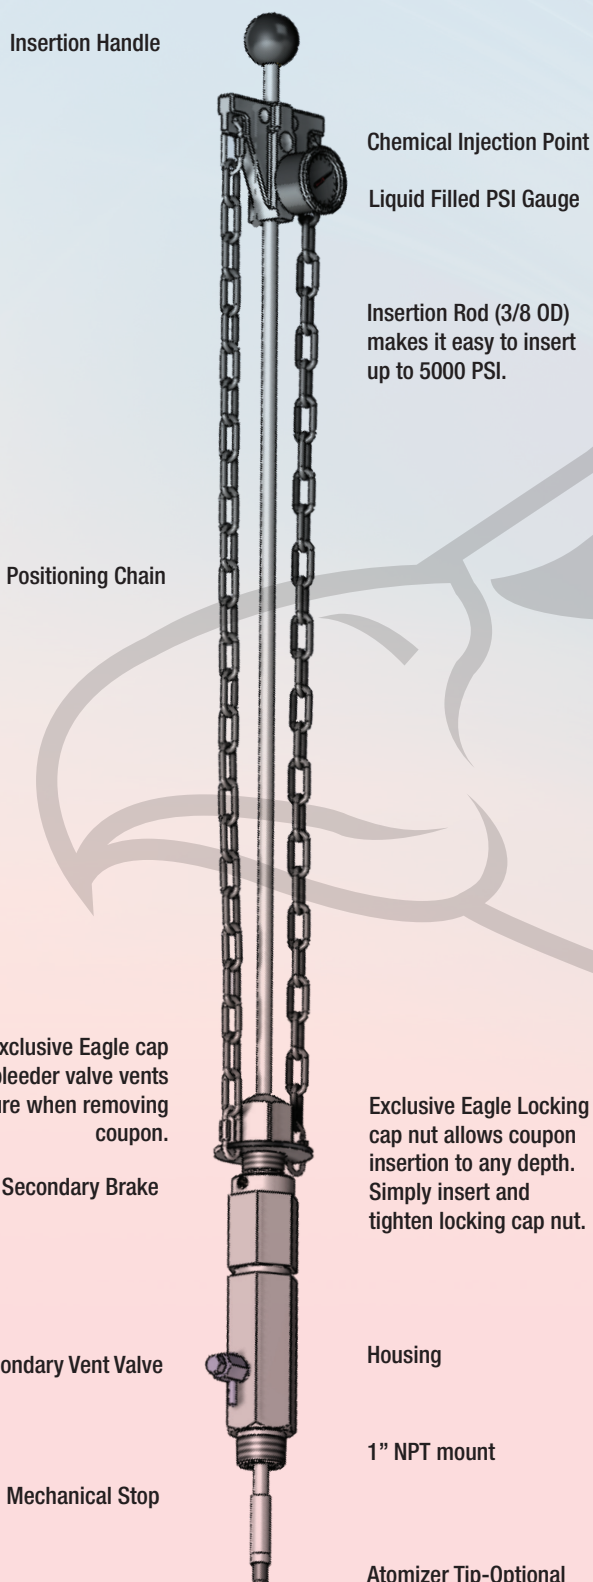 Insertion Handle
Chemical Injection Point
Liquid Filled PSI Gauge
Insertion Rod (3/8 OD)
makes it easy to insert
up to 5000 PSI.
Positioning Chain
Eagle cap
bleeder valve vents
when removing
coupon.
Secondary Brake
Exclusive Eagle Locking
cap nut allows coupon
insertion to any depth.
Simply insert and
tighten locking cap nut.
Vent Valve
Housing
1” NPT mount
Mechanical Stop
Atomizer Tip-Optional